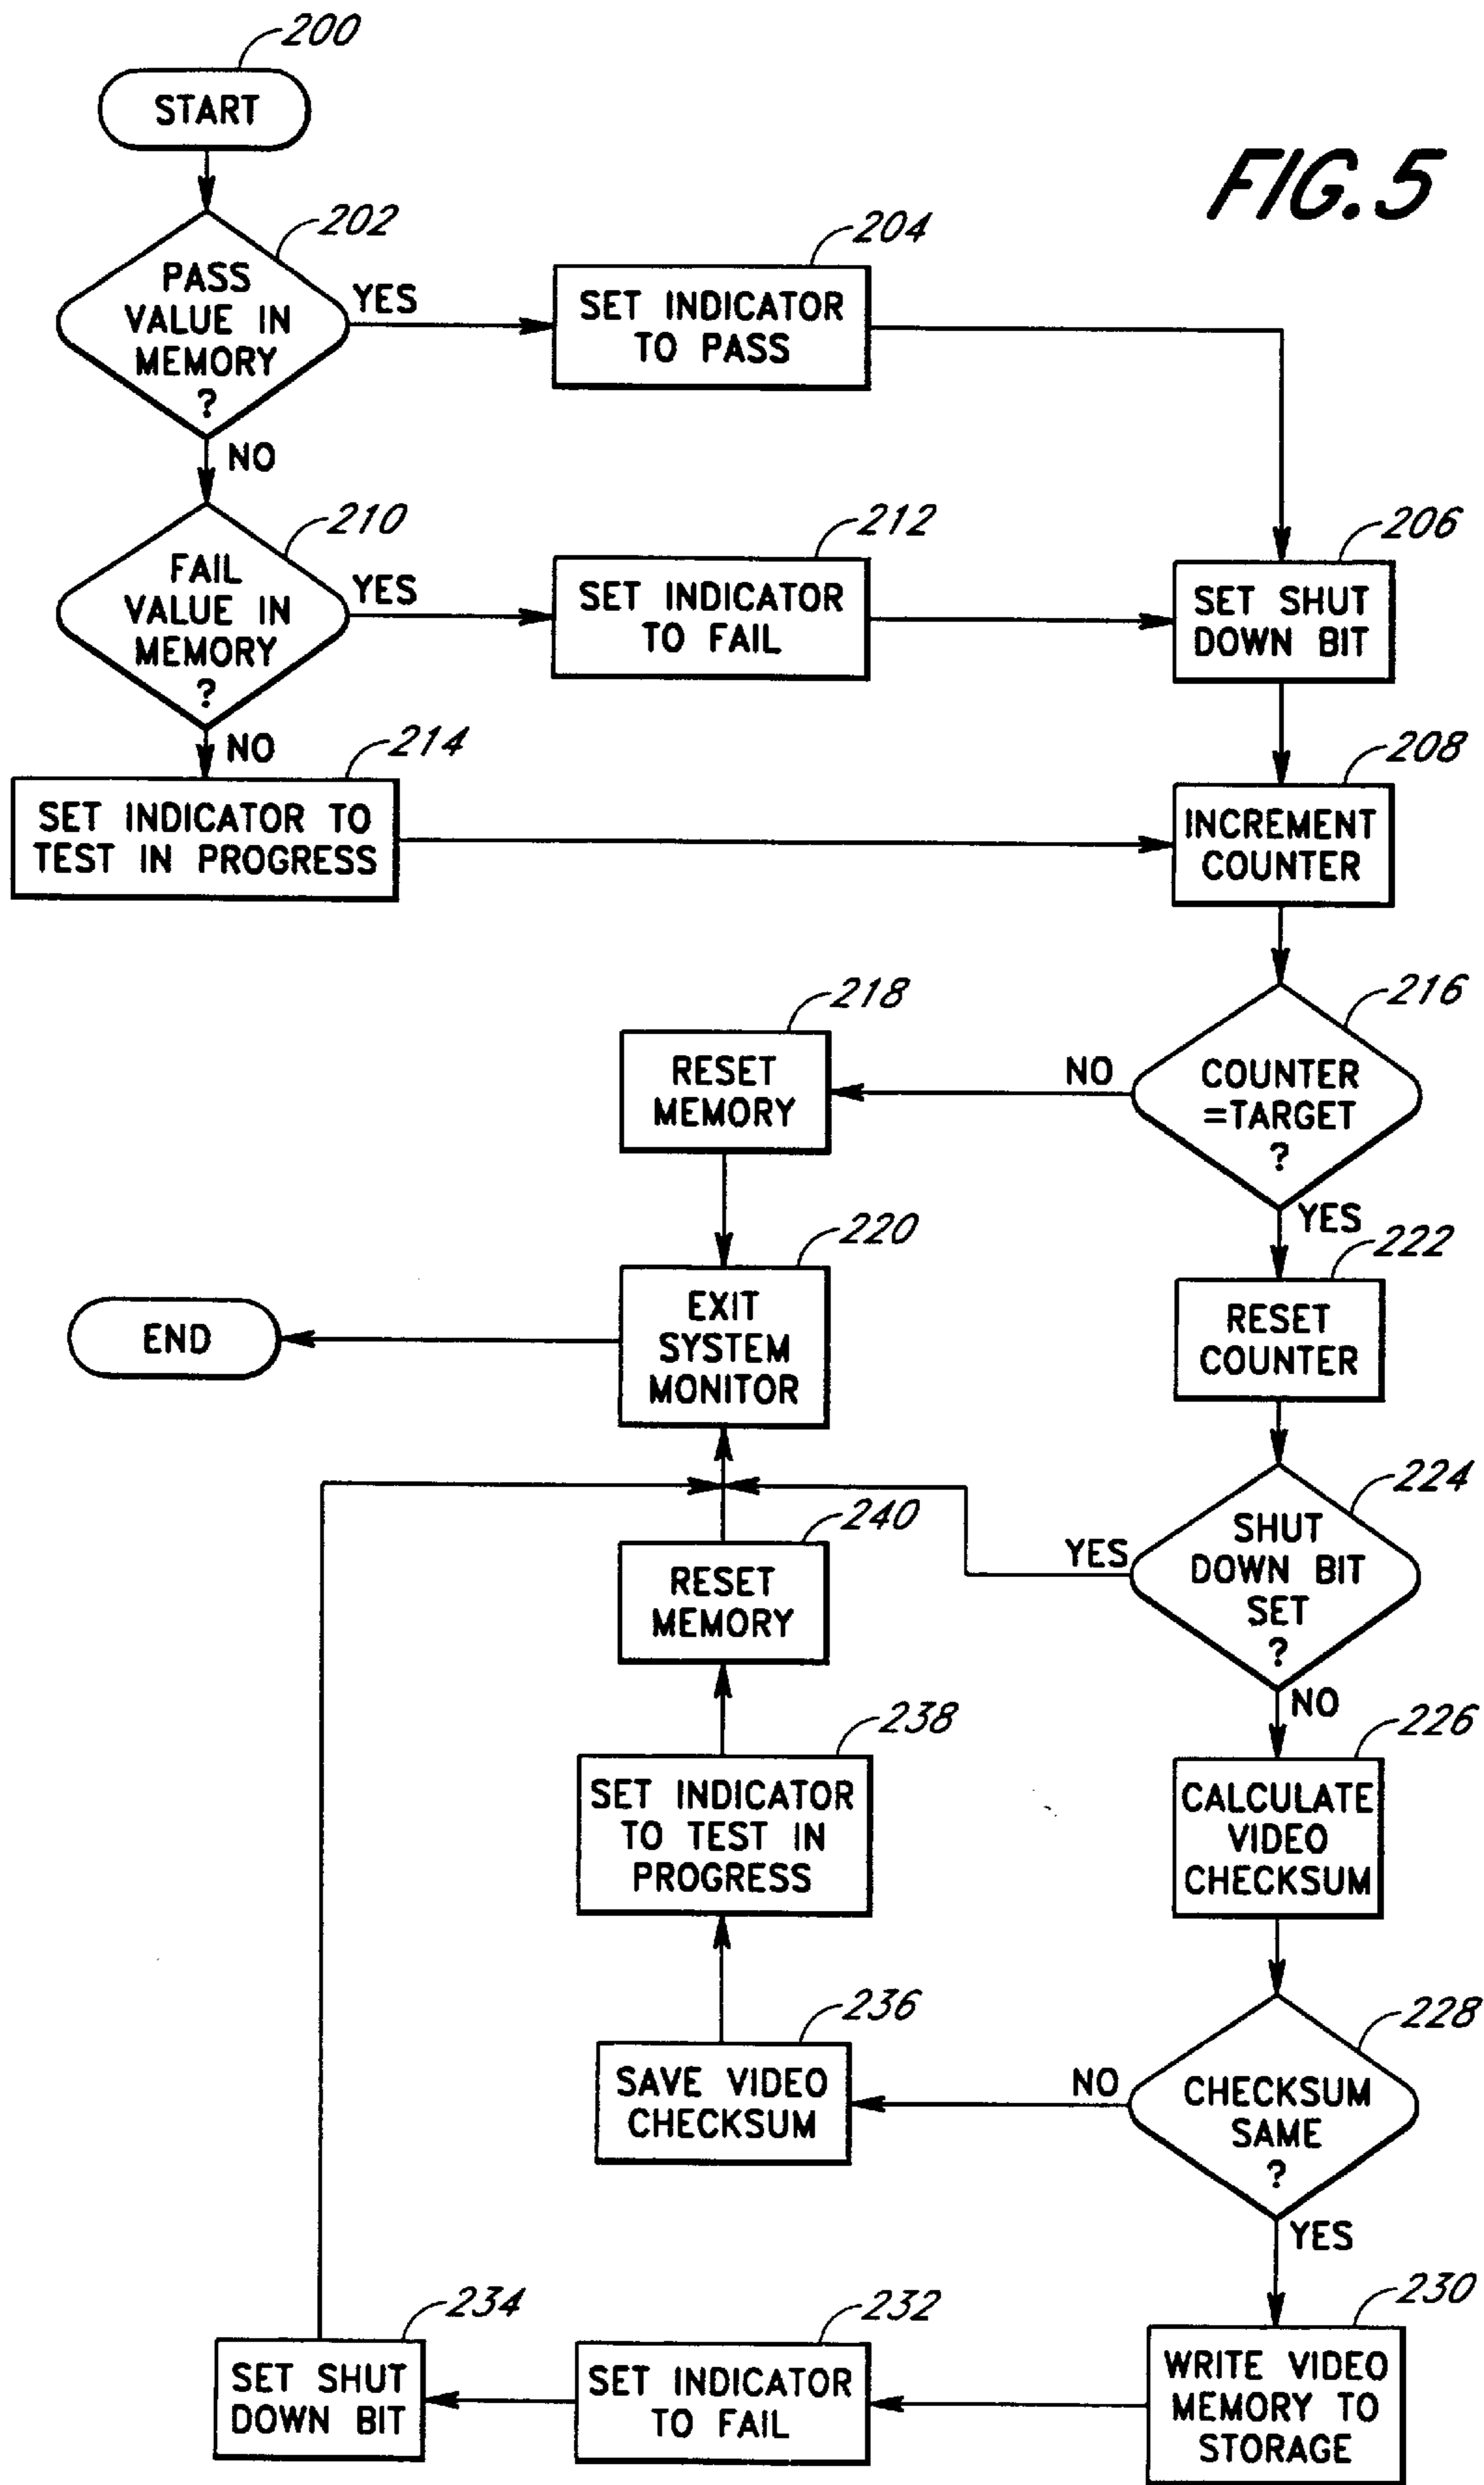 200
START
FIG. 5
202
PASS
VALUE IN
MEMORY
?
YES
204
SET INDICATOR
TO PASS
NO
210
FAIL
VALUE IN
MEMORY
?
YES
212
SET INDICATOR
TO FAIL
206
SET SHUT
DOWN BIT
NO
214
SET INDICATOR TO
TEST IN PROGRESS
208
INCREMENT
COUNTER
216
COUNTER
=TARGET
?
NO
218
RESET
MEMORY
YES
222
RESET
COUNTER
220
EXIT
SYSTEM
MONITOR
END
224
SHUT
DOWN BIT
SET
?
YES
240
RESET
MEMORY
NO
226
CALCULATE
VIDEO
CHECKSUM
238
SET INDICATOR
TO TEST IN
PROGRESS
228
CHECKSUM
SAME
?
NO
236
SAVE VIDEO
CHECKSUM
YES
230
WRITE VIDEO
MEMORY TO
STORAGE
232
SET INDICATOR
TO FAIL
234
SET SHUT
DOWN BIT